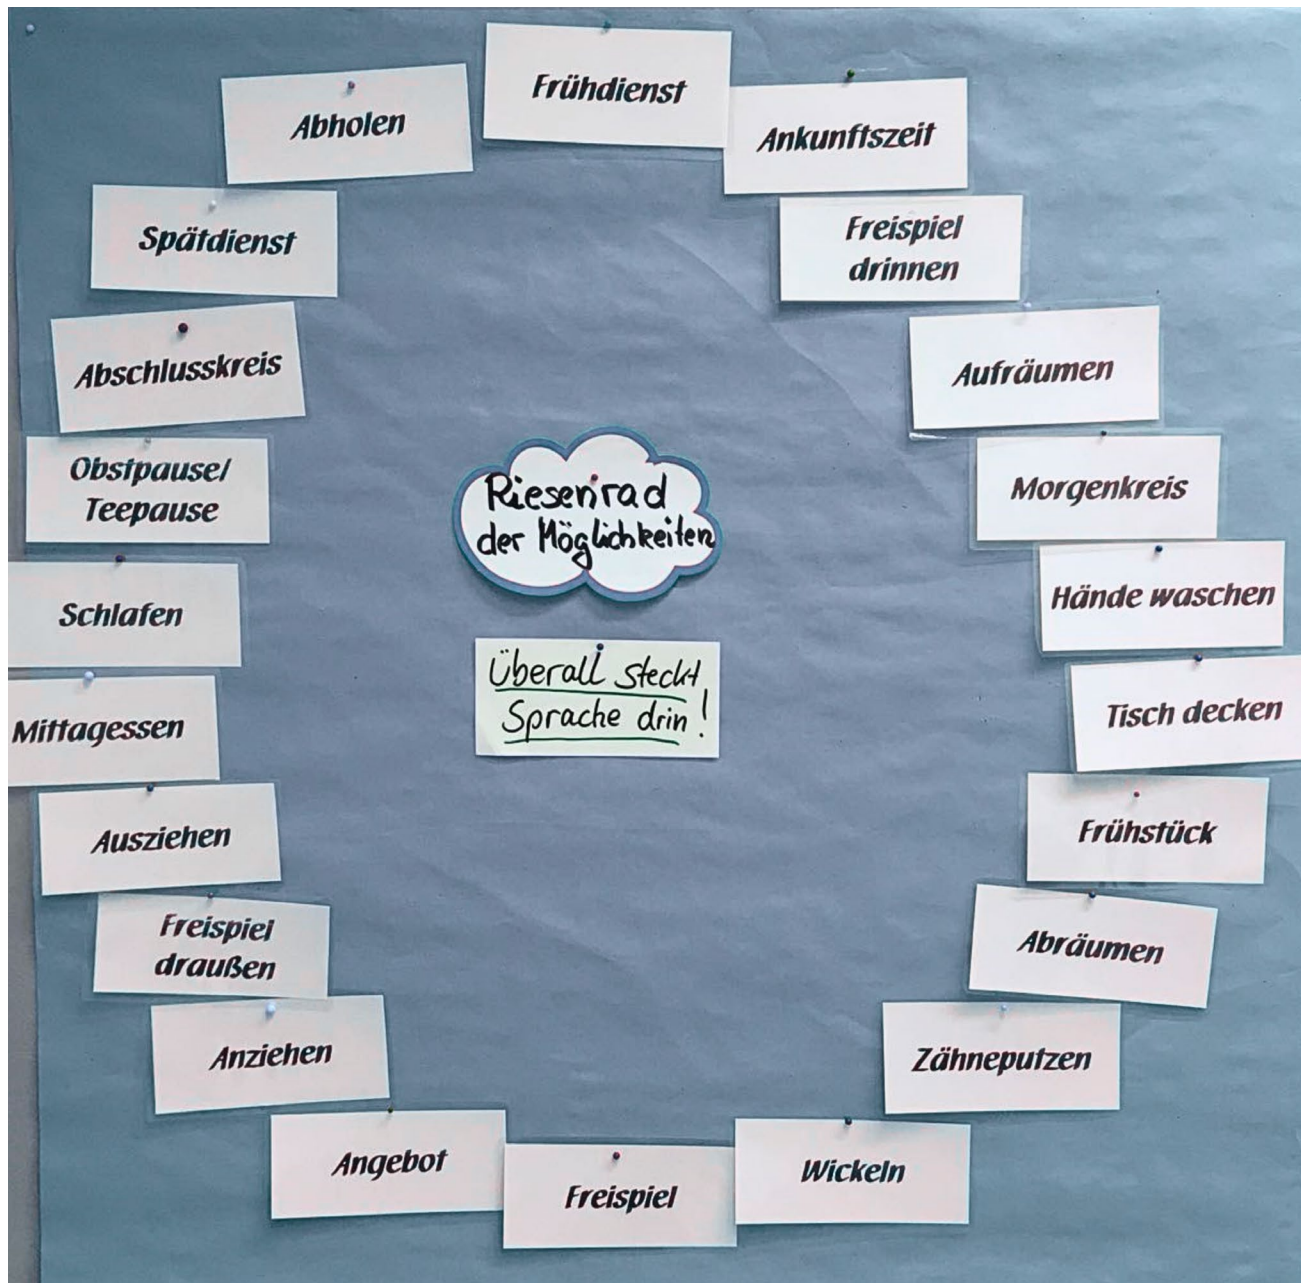 Frühdienst
Ankunftszeit
Freispiel
drinnen
Aufräumen
Morgenkreis
Hände waschen
Tisch decken
Frühstück
Abräumen
Zähneputzen
Wickeln
Freispiel
Angebot
Anziehen
Freispiel
draußen
Ausziehen
Mittagessen
Schlafen
Obstpause/
Teepause
Abschlusskreis
Spätdienst
Abholen
Riesenrad
der Möglichkeiten
Überall steckt
Sprache drin!